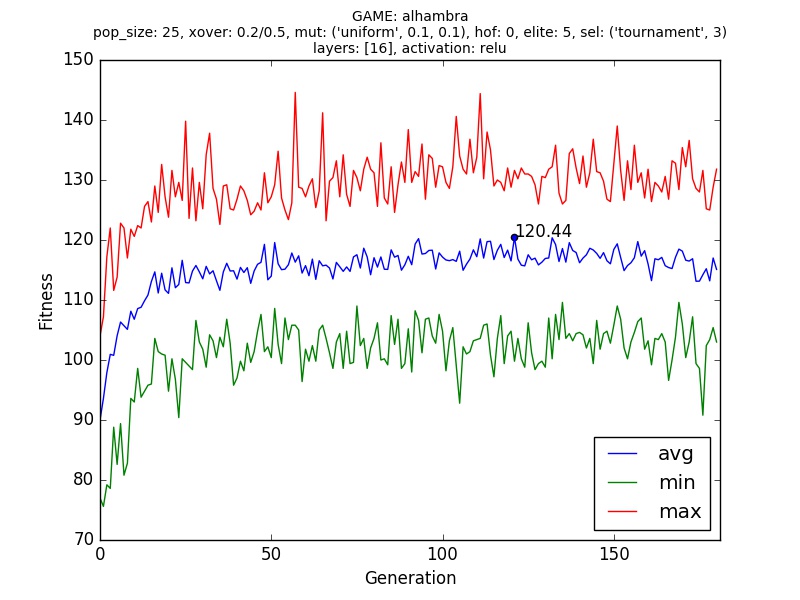 GAME: alhambra
pop_size: 25, xover: 0.2/0.5, mut: ('uniform', 0.1, 0.1), hof: 0, elite: 5, sel: ('tournament', 3)
layers: [16], activation: relu
150
140
130
120
110
100
90
80
70
Fitness
120.44
avg
min
max
0
50
100
150
Generation